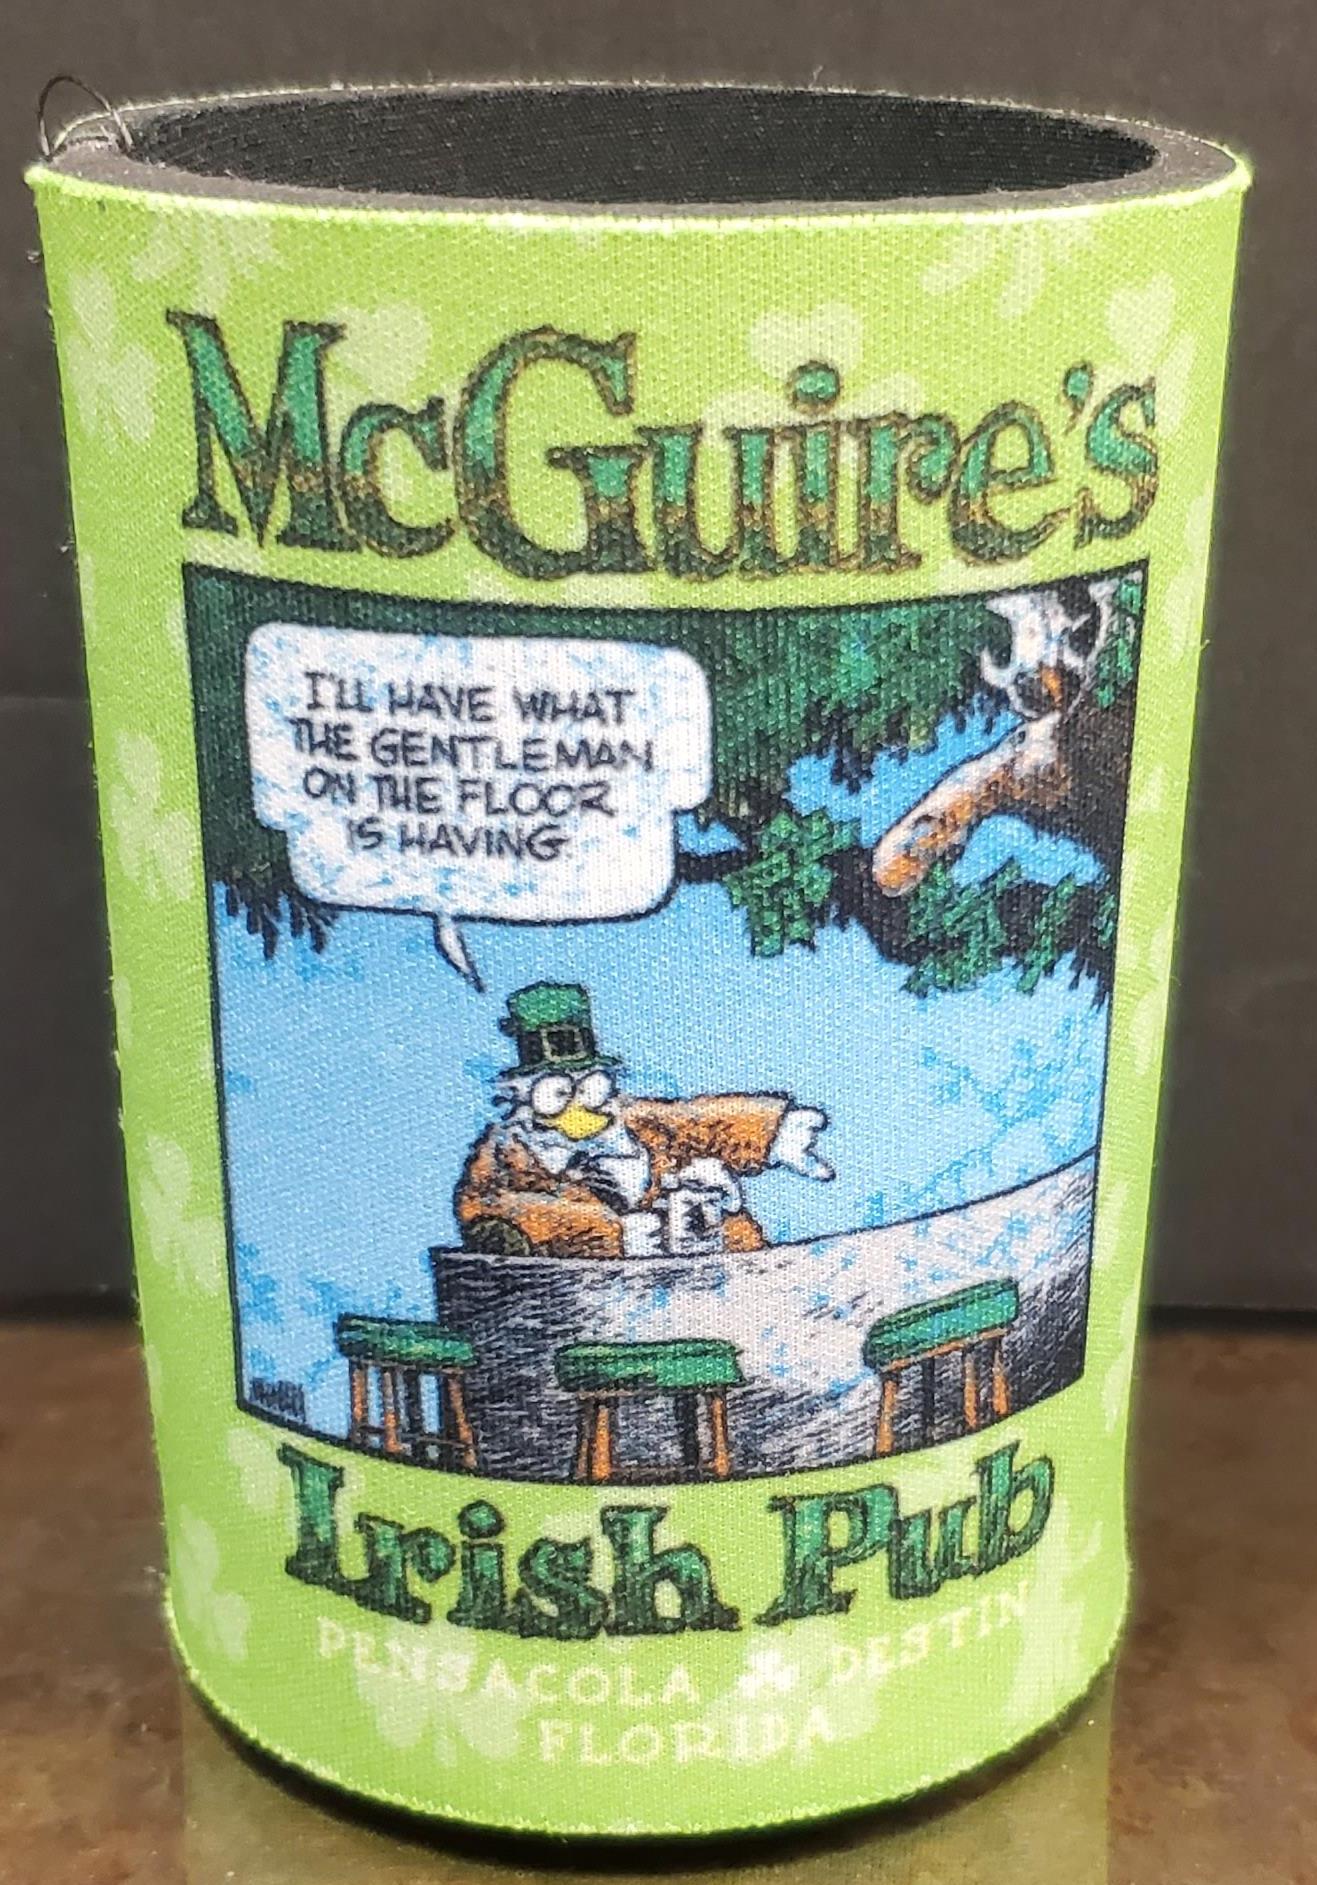 McGuire's
I'LL HAVE WHAT
THE GENTLEMAN
ON THE FLOOR
IS HAVING.
Irish Pub
PENSACOLA DESTIN
FLORIDA